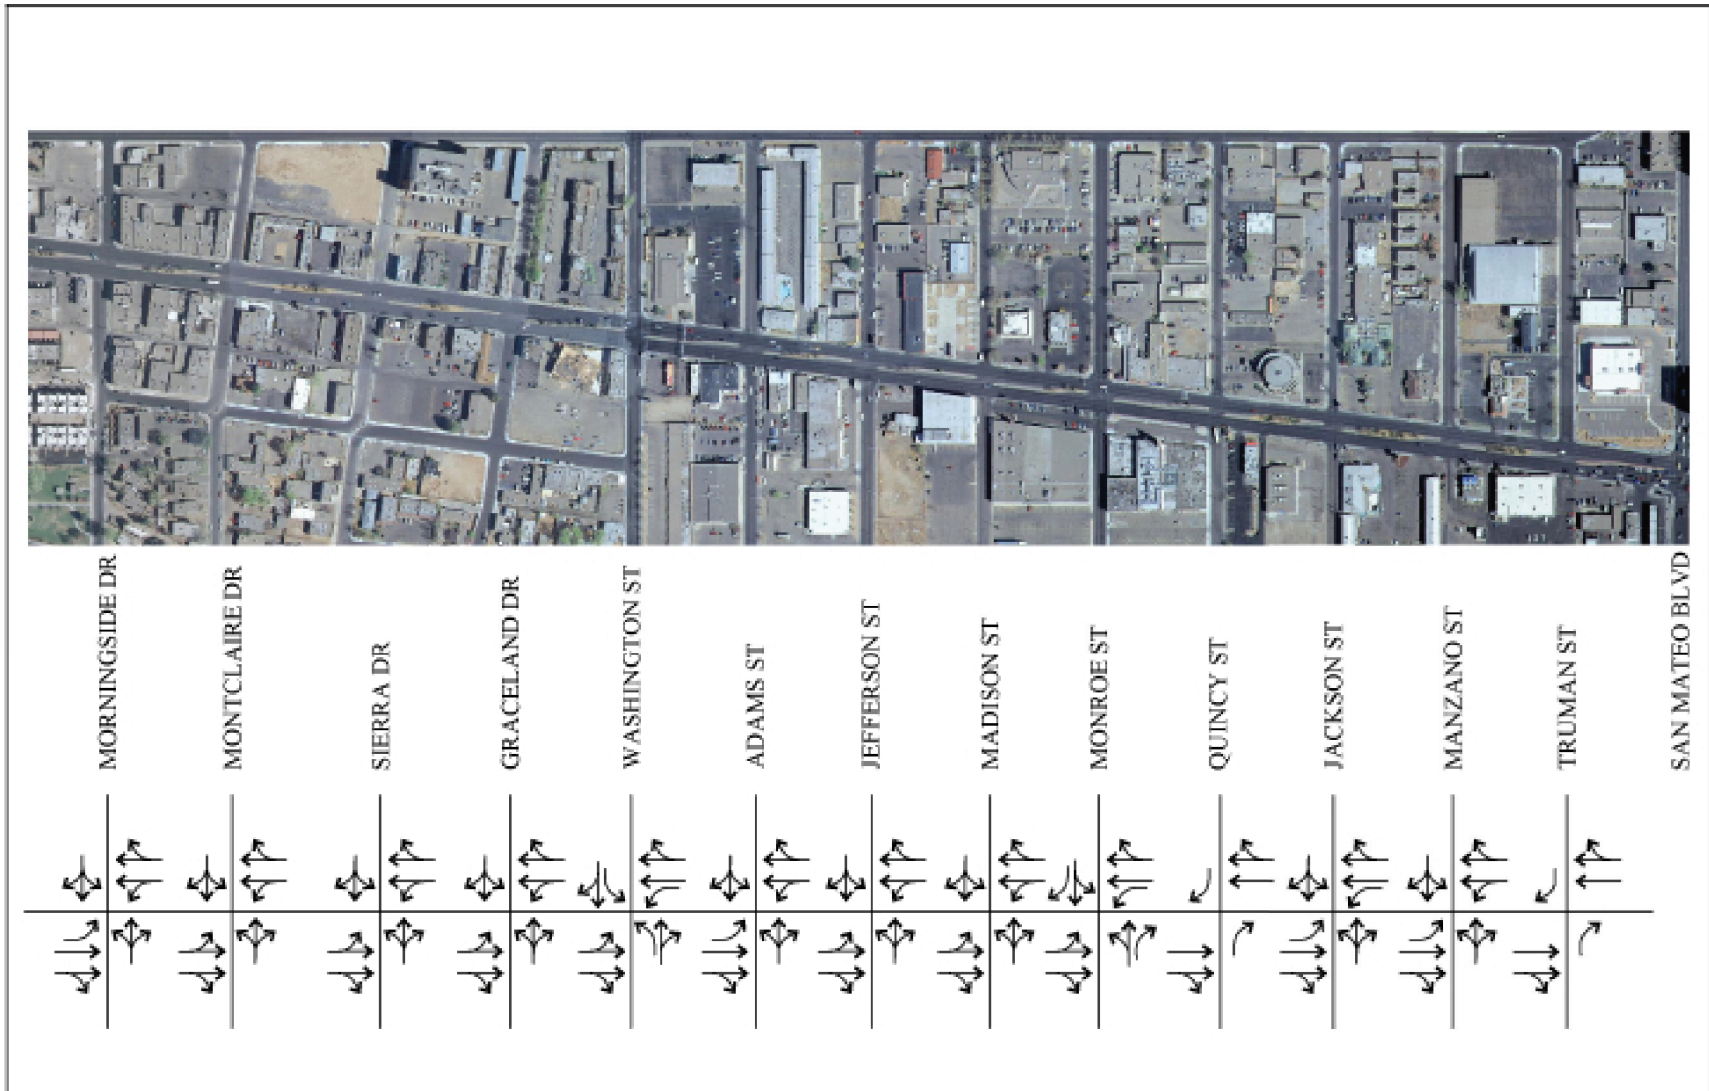 MORNINGSIDE DR
MONTCLAIRE DR
SIERRA DR
GRACELAND DR
WASHINGTON ST
ADAMS ST
JEFFERSON ST
MADISON ST
MONROE ST
QUINCY ST
JACKSON ST
MANZANO ST
TRUMAN ST
SAN MATEO BLVD